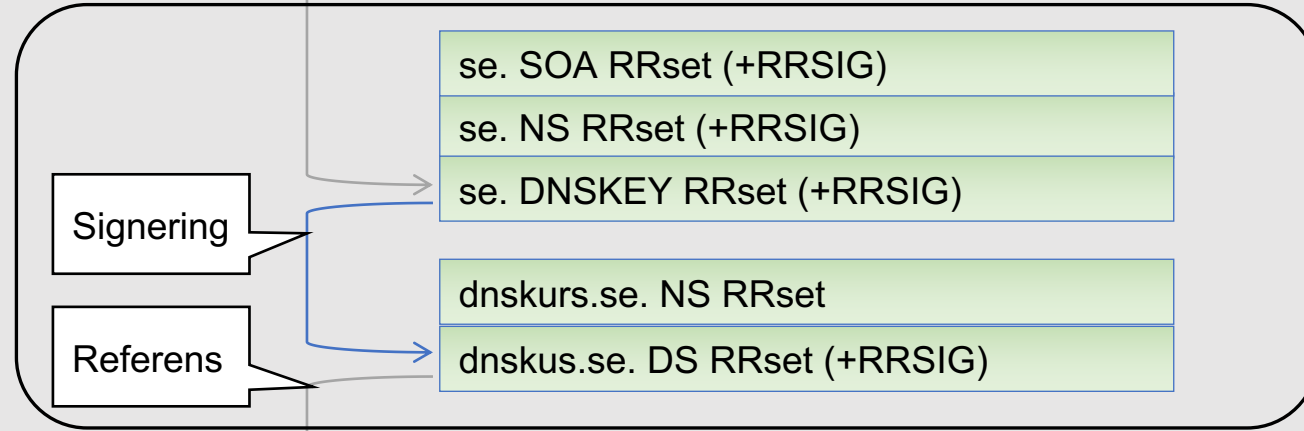 se. SOA RRset (+RRSIG)
se. NS RRset (+RRSIG)
se. DNSKEY RRset (+RRSIG)
Signering
dnskurs.se. NS RRset
Referens
dnskus.se. DS RRset (+RRSIG)